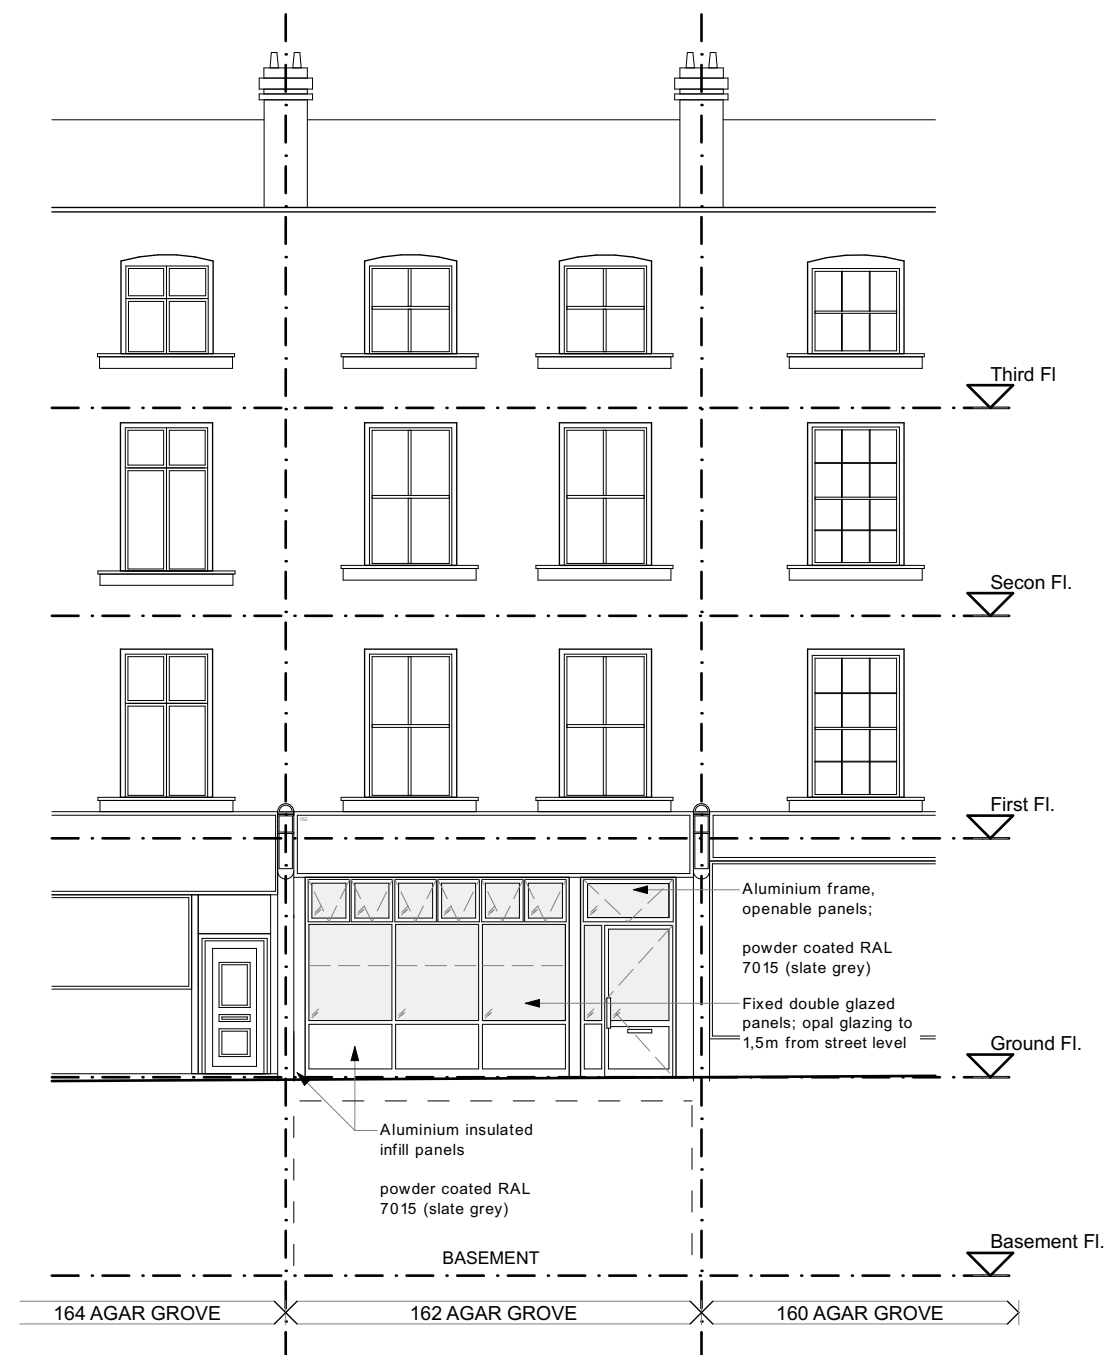 Third Fl
Secon Fl.
First Fl.
162
Aluminium frame,
openable panels;
powder coated RAL
7015 (slate grey)
Fixed double glazed
panels; opal glazing to
1,5m from street level
Ground Fl.
Aluminium insulated
infill panels
powder coated RAL
7015 (slate grey)
BASEMENT
Basement Fl.
164 AGAR GROVE
162 AGAR GROVE
160 AGAR GROVE